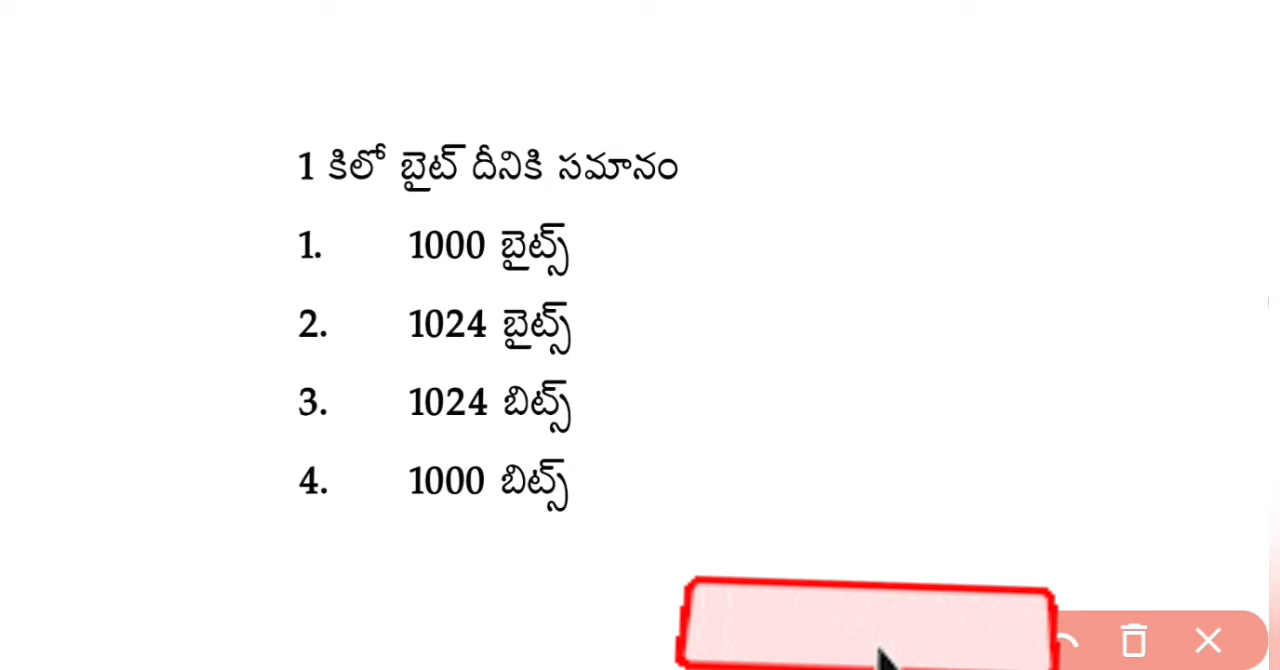 1 కిలో బైట్ దీనికి సమానం
1. 1000 బైట్స్
2. 1024 బైట్స్
3. 1024 బిట్స్
4. 1000 బిట్స్